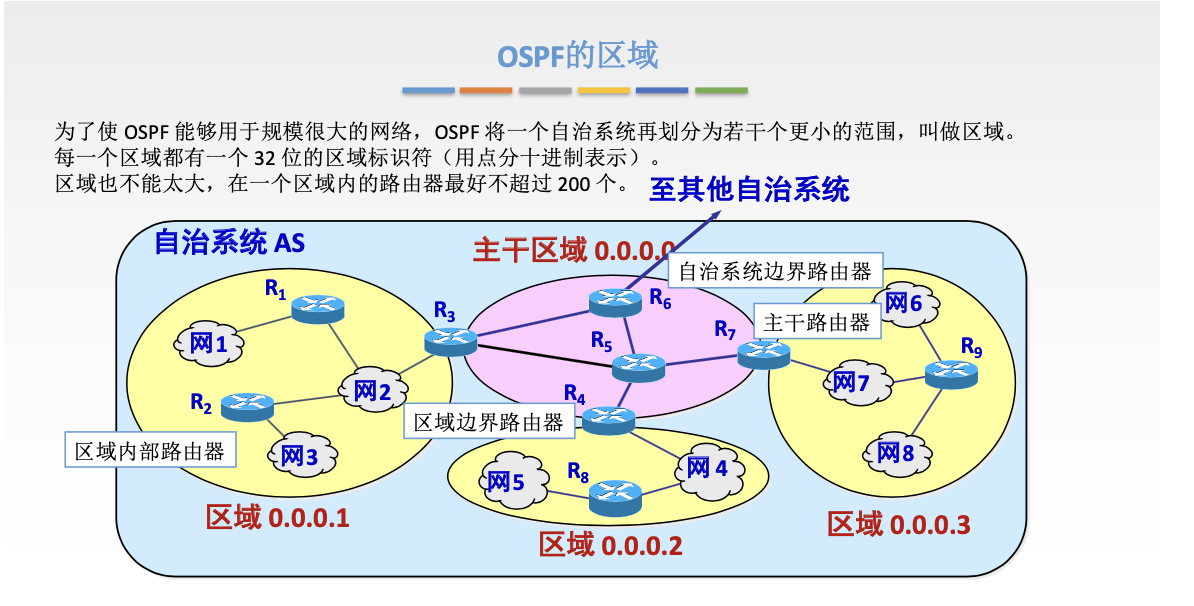 OSPF的区域
为了使 OSPF 能够用于规模很大的网络，OSPF 将一个自治系统再划分为若干个更小的范围，叫做区域。
每一个区域都有一个 32 位的区域标识符（用点分十进制表示）。
区域也不能太大，在一个区域内的路由器最好不超过 200 个。
至其他自治系统
自治系统 AS
主干区域 0.0.0.0
自治系统边界路由器
R1
R6
网6
R3
主干路由器
R7
网1
R5
R9
网2
网7
R4
R2
区域边界路由器
区域内部路由器
网3
网8
R8
网4
网5
区域 0.0.0.1
区域 0.0.0.3
区域 0.0.0.2